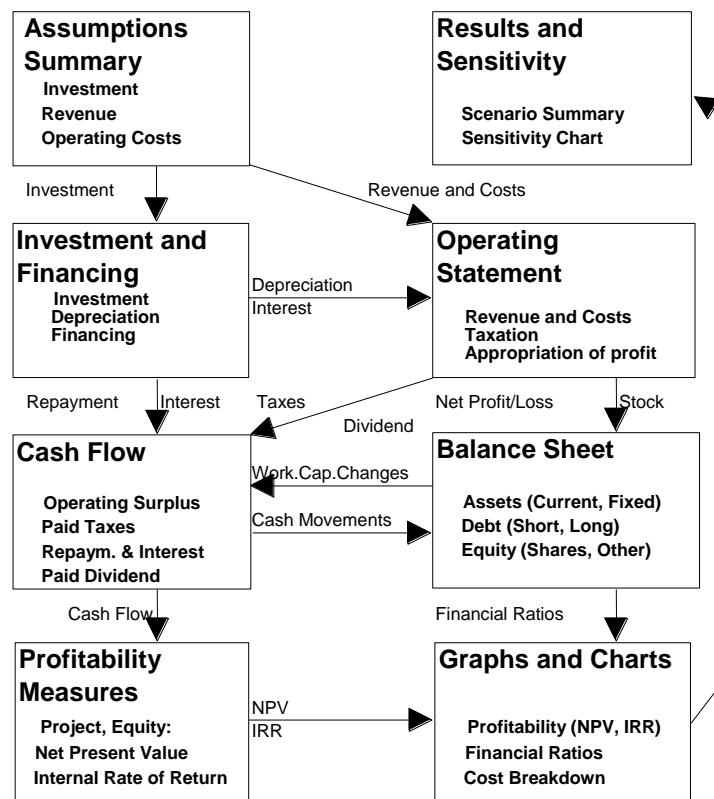 Assumptions
Summary
Investment
Revenue
Operating Costs
Results and
Sensitivity
Scenario Summary
Sensitivity Chart
Investment
Revenue and Costs
Investment and
Financing
Investment
Depreciation
Financing
Depreciation
Interest
Operating
Statement
Revenue and Costs
Taxation
Appropriation of profit
Repayment
Interest
Taxes
Dividend
Net Profit/Loss
Stock
Cash Flow
Operating Surplus
Paid Taxes
Repaym. & Interest
Paid Dividend
Work.Cap.Changes
Cash Movements
Balance Sheet
Assets (Current, Fixed)
Debt (Short, Long)
Equity (Shares, Other)
Cash Flow
Financial Ratios
Profitability
Measures
Project, Equity:
Net Present Value
Internal Rate of Return
NPV
IRR
Graphs and Charts
Profitability (NPV, IRR)
Financial Ratios
Cost Breakdown